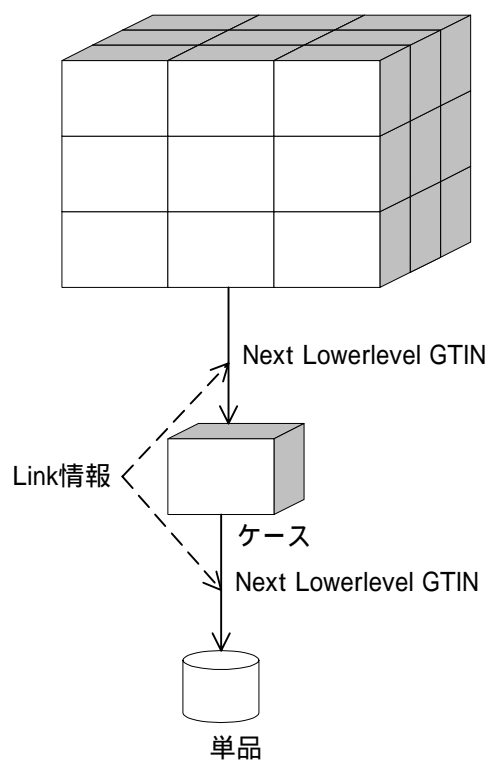 Next Lowerlevel GTIN
Link情報
ケース
Next Lowerlevel GTIN
単品